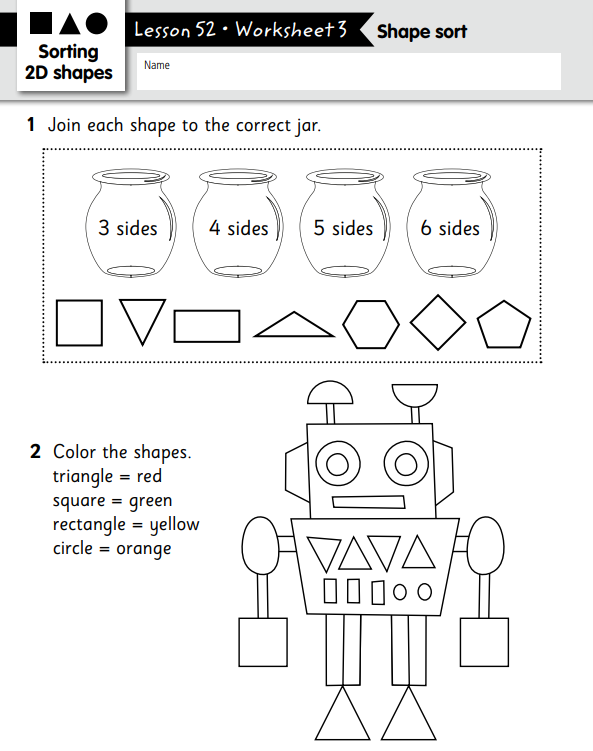 Lesson 52 • Worksheet 3
Shape sort
Sorting
2D shapes
Name
1 Join each shape to the correct jar.
3 sides
4 sides
5 sides
6 sides
2 Color the shapes.
triangle = red
square = green
rectangle = yellow
circle = orange